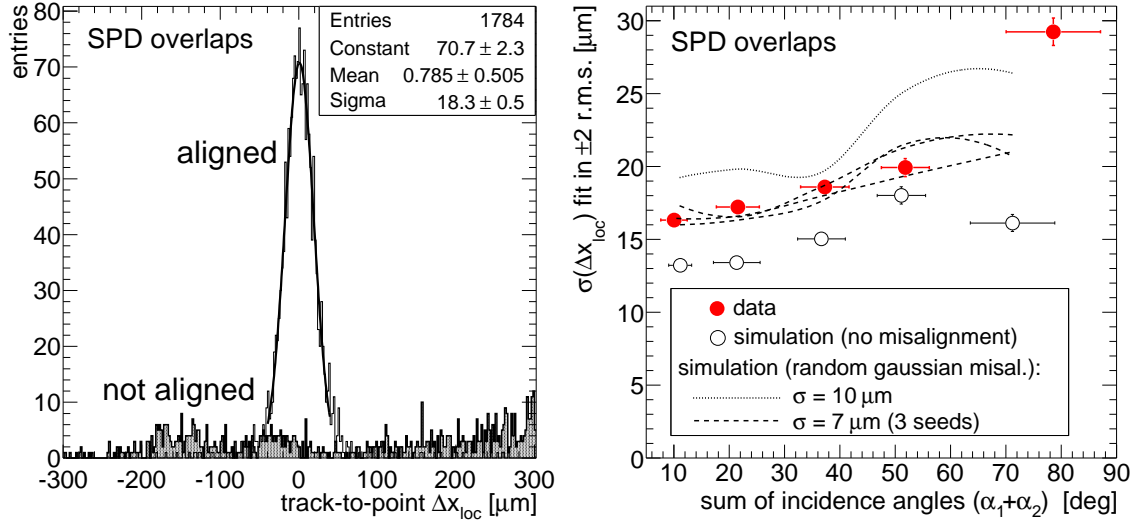 entries
80
70
60
50
40
30
20
10
0
SPD overlaps
Entries 1784
Constant 70.7 ± 2.3
Mean 0.785 ± 0.505
Sigma 18.3 ± 0.5
aligned
not aligned
-300 -200 -100 0 100 200 300
track-to-point Δx_loc [μm]
σ(Δx_loc) fit in ±2 r.m.s. [μm]
30
25
20
15
10
5
0
SPD overlaps
data
simulation (no misalignment)
simulation (random gaussian misal.):
σ = 10 μm
σ = 7 μm (3 seeds)
10 20 30 40 50 60 70 80 90
sum of incidence angles (α₁+α₂) [deg]